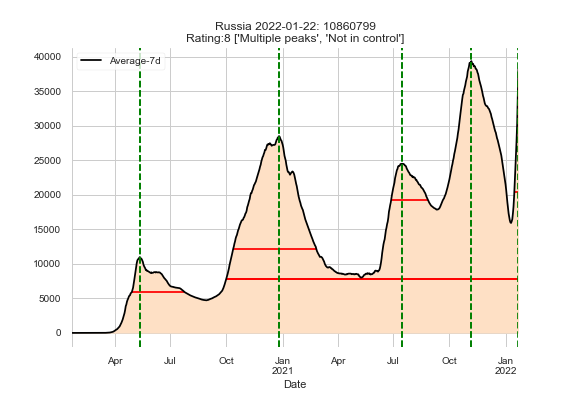 Russia 2022-01-22: 10860799
Rating:8 ['Multiple peaks', 'Not in control']
Average-7d
40000
35000
30000
25000
20000
15000
10000
5000
0
Apr Jul Oct Jan Apr Jul Oct Jan
2021 2022
Date